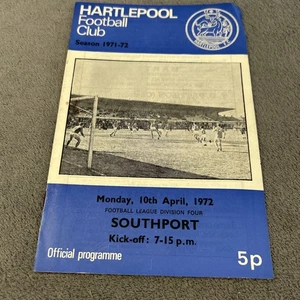 HARTLEPOOL
Football
Club
Season 1971-72
HARTLEPOOL
Monday, 10th April, 1972
FOOTBALL LEAGUE DIVISION FOUR
SOUTHPORT
Kick-off: 7-15 p.m.
Official programme
5p